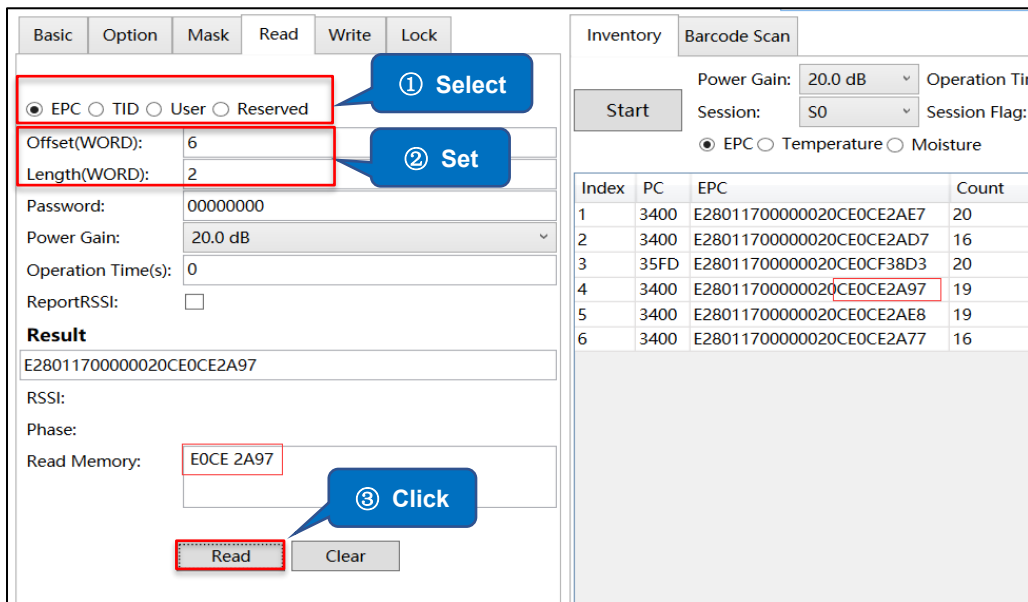 Basic Option Mask Read Write Lock
① Select
EPC TID User Reserved
Offset(WORD): 6
Length(WORD): 2
② Set
Password: 00000000
Power Gain: 20.0 dB
Operation Time(s): 0
ReportRSSI:
Result
E28011700000020CE0CE2A97
RSSI:
Phase:
Read Memory: E0CE 2A97
③ Click
Read Clear
Inventory Barcode Scan
Power Gain: 20.0 dB Operation Tir
Start Session: S0 Session Flag:
EPC Temperature Moisture
Index PC EPC Count
1 3400 E28011700000020CE0CE2AE7 20
2 3400 E28011700000020CE0CE2AD7 16
3 35FD E28011700000020CE0CF38D3 20
4 3400 E28011700000020CE0CE2A97 19
5 3400 E28011700000020CE0CE2AE8 19
6 3400 E28011700000020CE0CE2A77 16